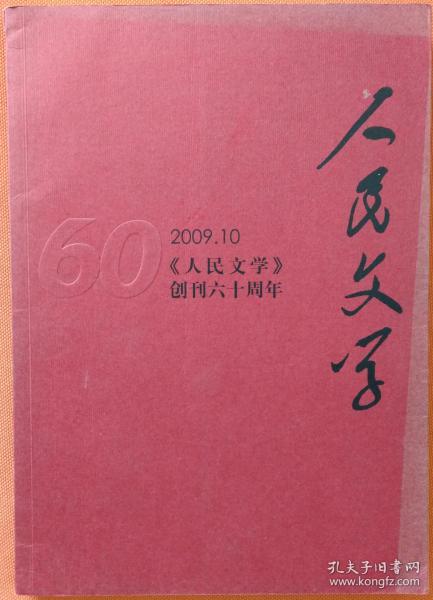 人民文学
60
2009.10
《人民文学》
创刊六十周年
孔夫子旧书网
www.kongfz.com